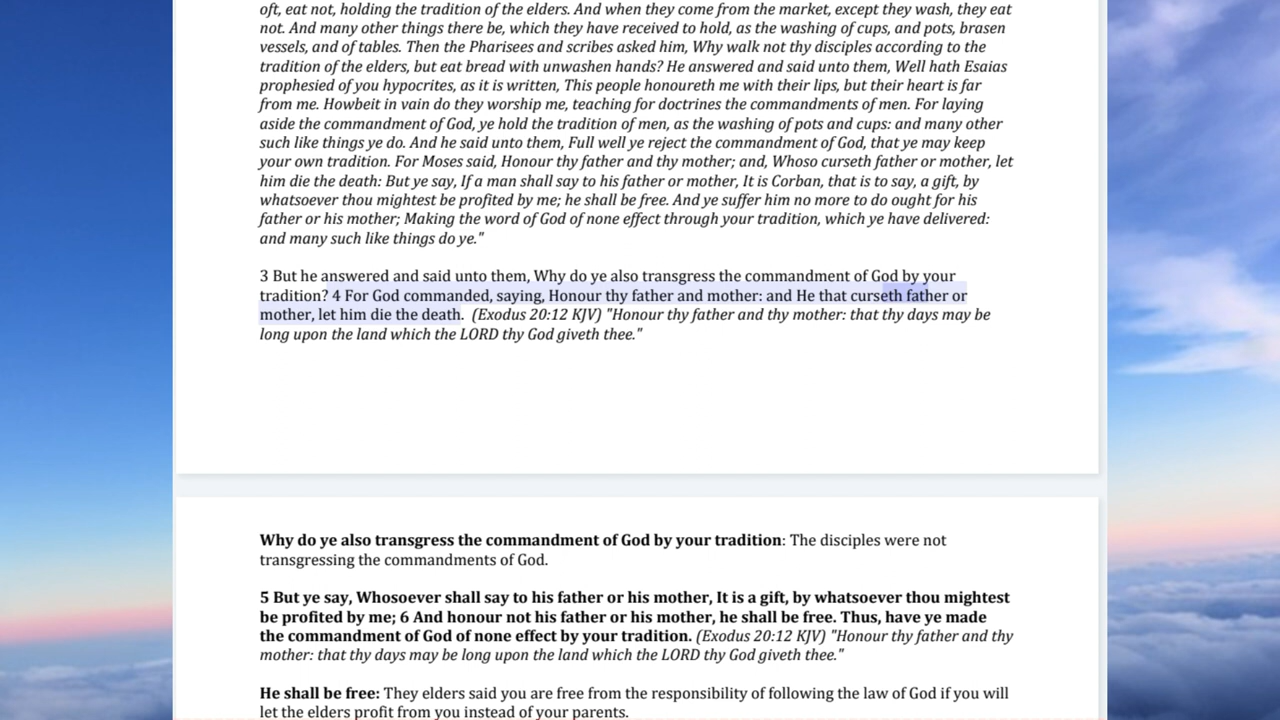 oft, eat not, holding the tradition of the elders. And when they come from the market, except they wash, they eat
not. And many other things there be, which they have received to hold, as the washing of cups, and pots, brasen
vessels, and of tables. Then the Pharisees and scribes asked him, Why walk not thy disciples according to the
tradition of the elders, but eat bread with unwashen hands? He answered and said unto them, Well hath Esaias
prophesied of you hypocrites, as it is written, This people honoureth me with their lips, but their heart is far
from me. Howbeit in vain do they worship me, teaching for doctrines the commandments of men. For laying
aside the commandment of God, ye hold the tradition of men, as the washing of pots and cups: and many other
such like things ye do. And he said unto them, Full well ye reject the commandment of God, that ye may keep
your own tradition. For Moses said, Honour thy father and thy mother; and, Whoso curseth father or mother, let
him die the death: But ye say, If a man shall say to his father or mother, It is Corban, that is to say, a gift, by
whatsoever thou mightest be profited by me; he shall be free. And ye suffer him no more to do ought for his
father or his mother; Making the word of God of none effect through your tradition, which ye have delivered:
and many such like things do ye."
3 But he answered and said unto them, Why do ye also transgress the commandment of God by your
tradition? 4 For God commanded, saying, Honour thy father and mother: and He that curseth father or
mother, let him die the death. (Exodus 20:12 KJV) "Honour thy father and thy mother: that thy days may be
long upon the land which the LORD thy God giveth thee."
Why do ye also transgress the commandment of God by your tradition: The disciples were not
transgressing the commandments of God.
5 But ye say, Whosoever shall say to his father or his mother, It is a gift, by whatsoever thou mightest
be profited by me; 6 And honour not his father or his mother, he shall be free. Thus, have ye made
the commandment of God of none effect by your tradition. (Exodus 20:12 KJV) "Honour thy father and thy
mother: that thy days may be long upon the land which the LORD thy God giveth thee."
He shall be free: They elders said you are free from the responsibility of following the law of God if you will
let the elders profit from you instead of your parents.